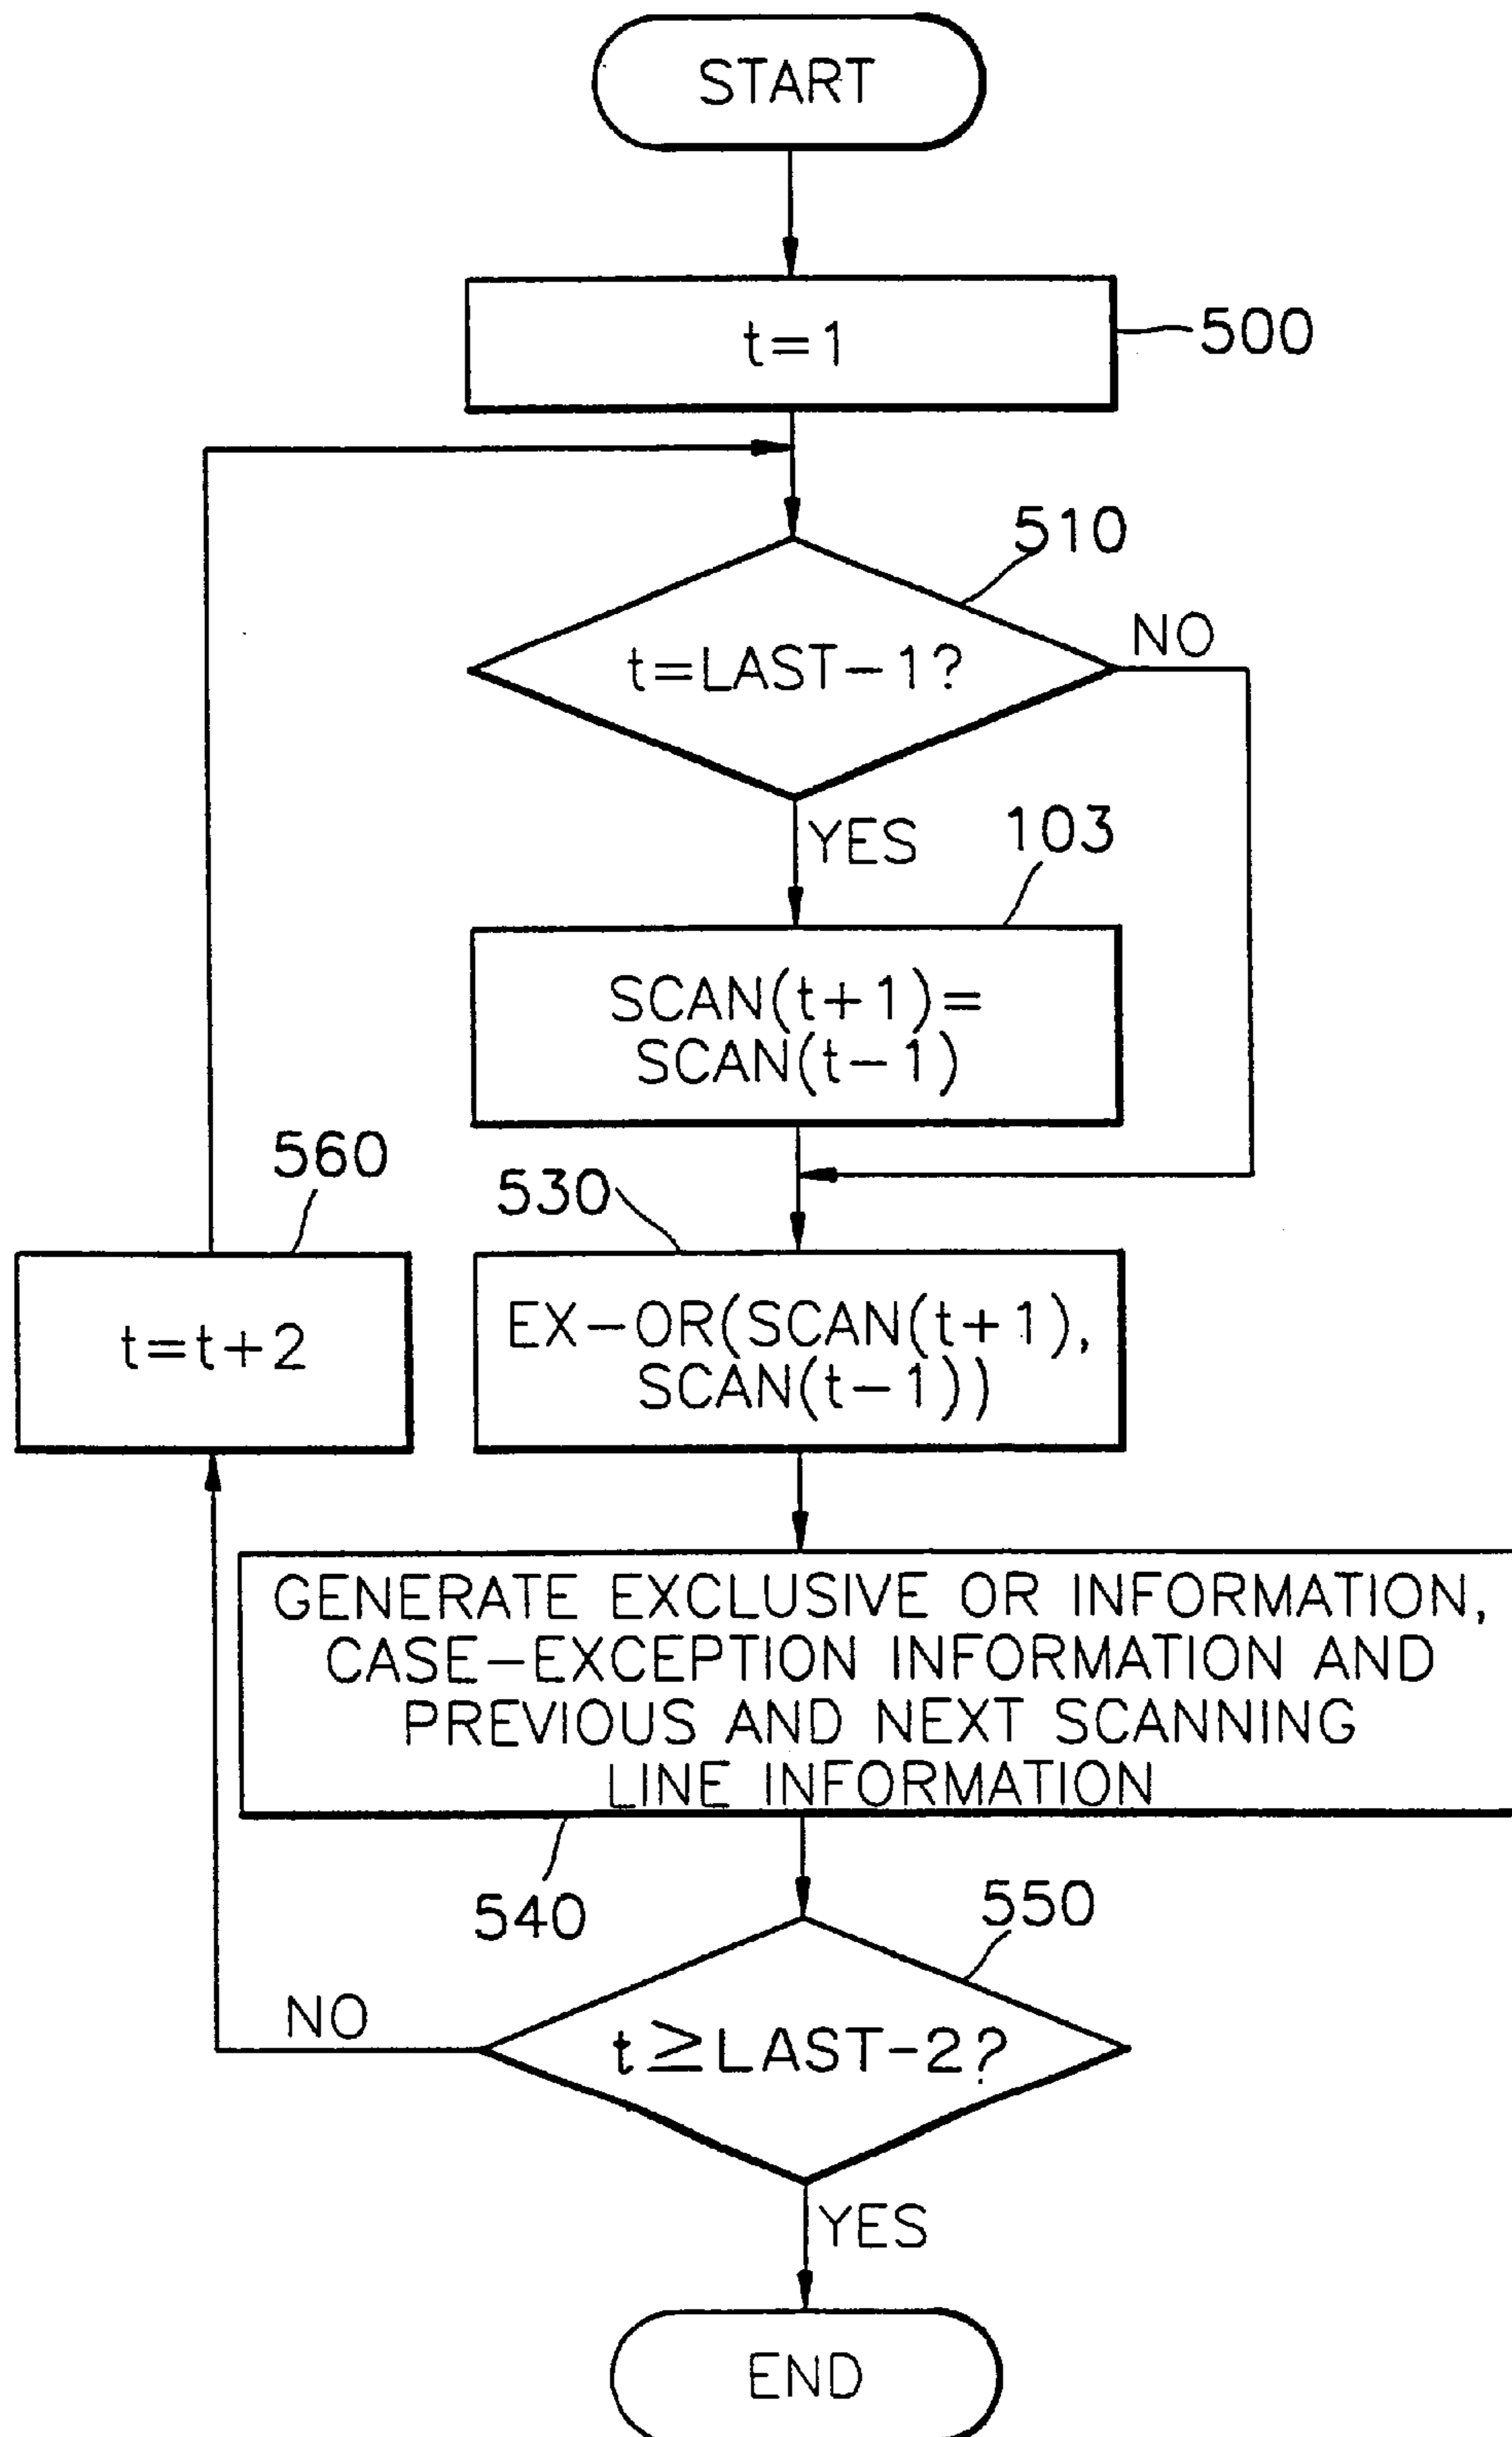 START
t=1
500
510
t=LAST-1?
NO
YES
103
SCAN(t+1)=
SCAN(t-1)
560
530
t=t+2
EX-OR(SCAN(t+1),
SCAN(t-1))
GENERATE EXCLUSIVE OR INFORMATION,
CASE-EXCEPTION INFORMATION AND
PREVIOUS AND NEXT SCANNING
LINE INFORMATION
540
550
NO
t≥LAST-2?
YES
END